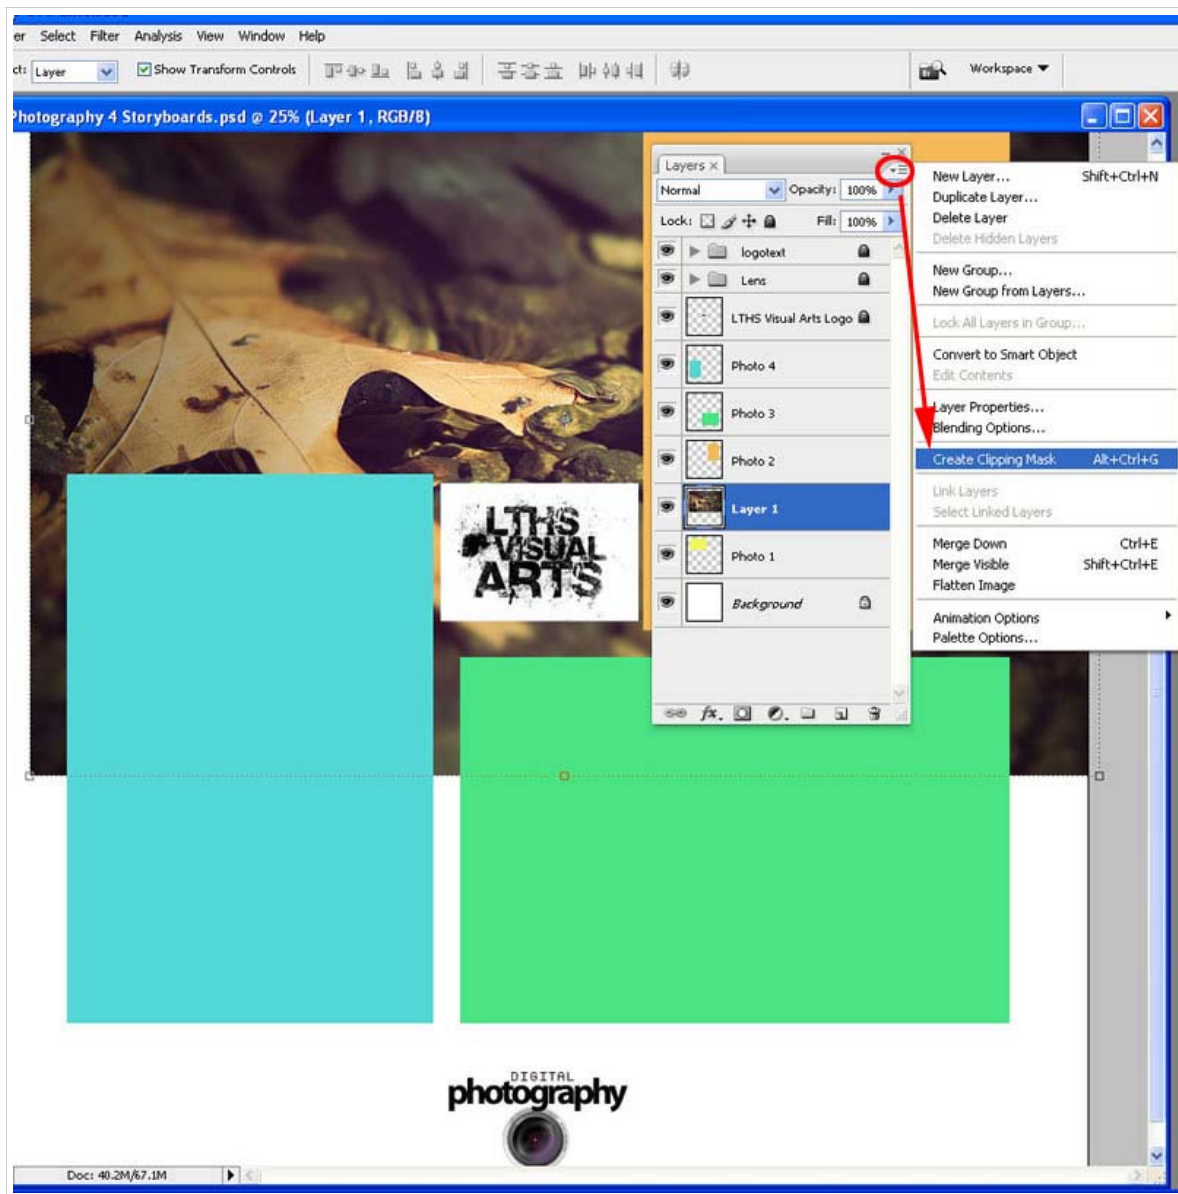 er Select Filter Analysis View Window Help
ct: Layer Show Transform Controls Workspace
Photography 4 Storyboards.psd @ 25% (Layer 1, RGB/8)
Layers ×
Normal Opacity: 100%
Lock: Fill: 100%
logotext
Lens
LTHS Visual Arts Logo
Photo 4
Photo 3
Photo 2
Layer 1
Photo 1
Background
fx.
New Layer... Shift+Ctrl+N
Duplicate Layer...
Delete Layer
Delete Hidden Layers
New Group...
New Group from Layers...
Lock All Layers in Group...
Convert to Smart Object
Edit Contents
Layer Properties...
Blending Options...
Create Clipping Mask Alt+Ctrl+G
Link Layers
Select Linked Layers
Merge Down Ctrl+E
Merge Visible Shift+Ctrl+E
Flatten Image
Animation Options
Palette Options...
LTHS
VISUAL
ARTS
DIGITAL
photography
Doc: 40.2M/67.1M